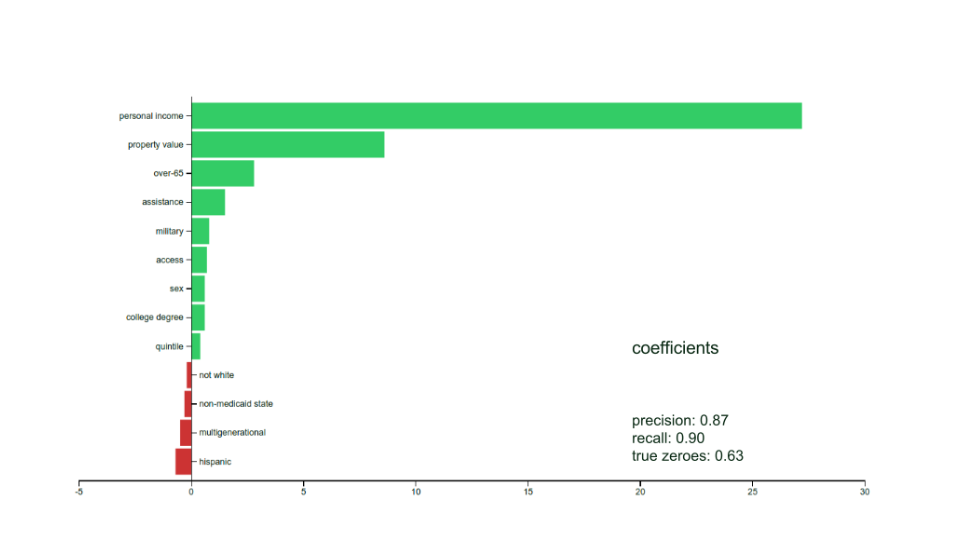 personal income
property value
over-65
assistance
military
access
sex
college degree
quintile
not white
non-medicaid state
multigenerational
hispanic
coefficients
precision: 0.87
recall: 0.90
true zeroes: 0.63
-5 0 5 10 15 20 25 30